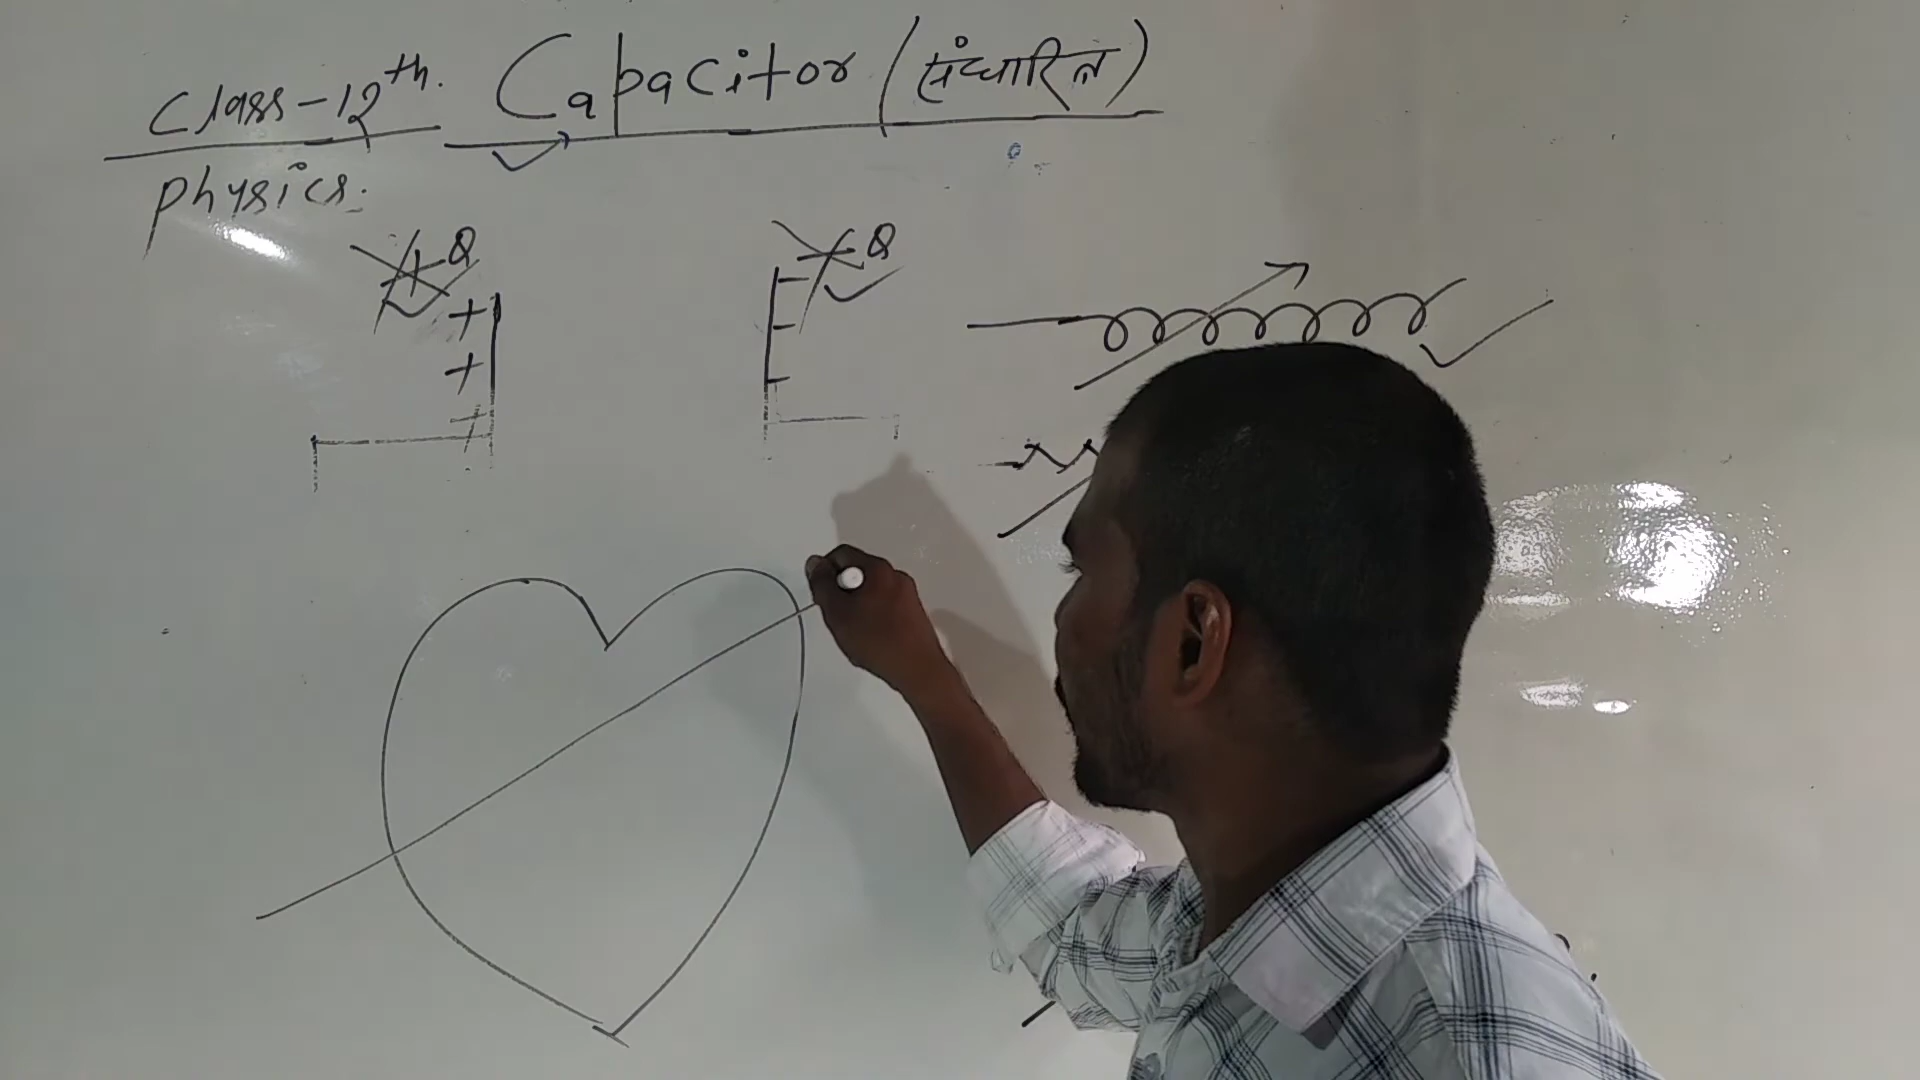 Class-12th. Capacitor (संधारित्र)
Physics:
+Q -Q
+ -
+ -
+ -